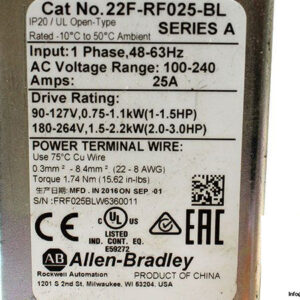 Cat No.22F-RF025-BL
IP20 / UL Open-Type
SERIES A
Rated -10°C to 50°C Ambient
Input:1 Phase,48-63Hz
AC Voltage Range: 100-240
Amps 25A
Drive Rating:
90-127V,0.75-1.1kW(1-1.5HP)
180-264V,1.5-2.2kW(2.0-3.0HP)
POWER TERMINAL WIRE:
Use 75°C Cu Wire
0.3mm² - 8.4mm² (22 - 8 AWG)
Torque 1.74 Nm (15.62 in-lbs)
生产日期: MFD. IN 2016 ON SEP -01
S/N :FRF025BLW6360011
C UL US
LISTED
IND.CONT.EQ.
E59272
CE
EAC
AB Allen-Bradley
Rockwell Automation PRODUCT OF CHINA
1201 S 2nd St. Milwaukee, WI 53204. USA